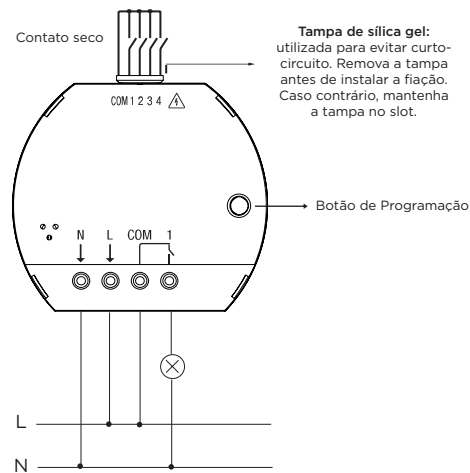 Contato seco
Tampa de sílica gel:
utilizada para evitar curto-
circuito. Remova a tampa
antes de instalar a fiação.
Caso contrário, mantenha
a tampa no slot.
COM 1 2 3 4
Botão de Programação
N L COM 1
L
N